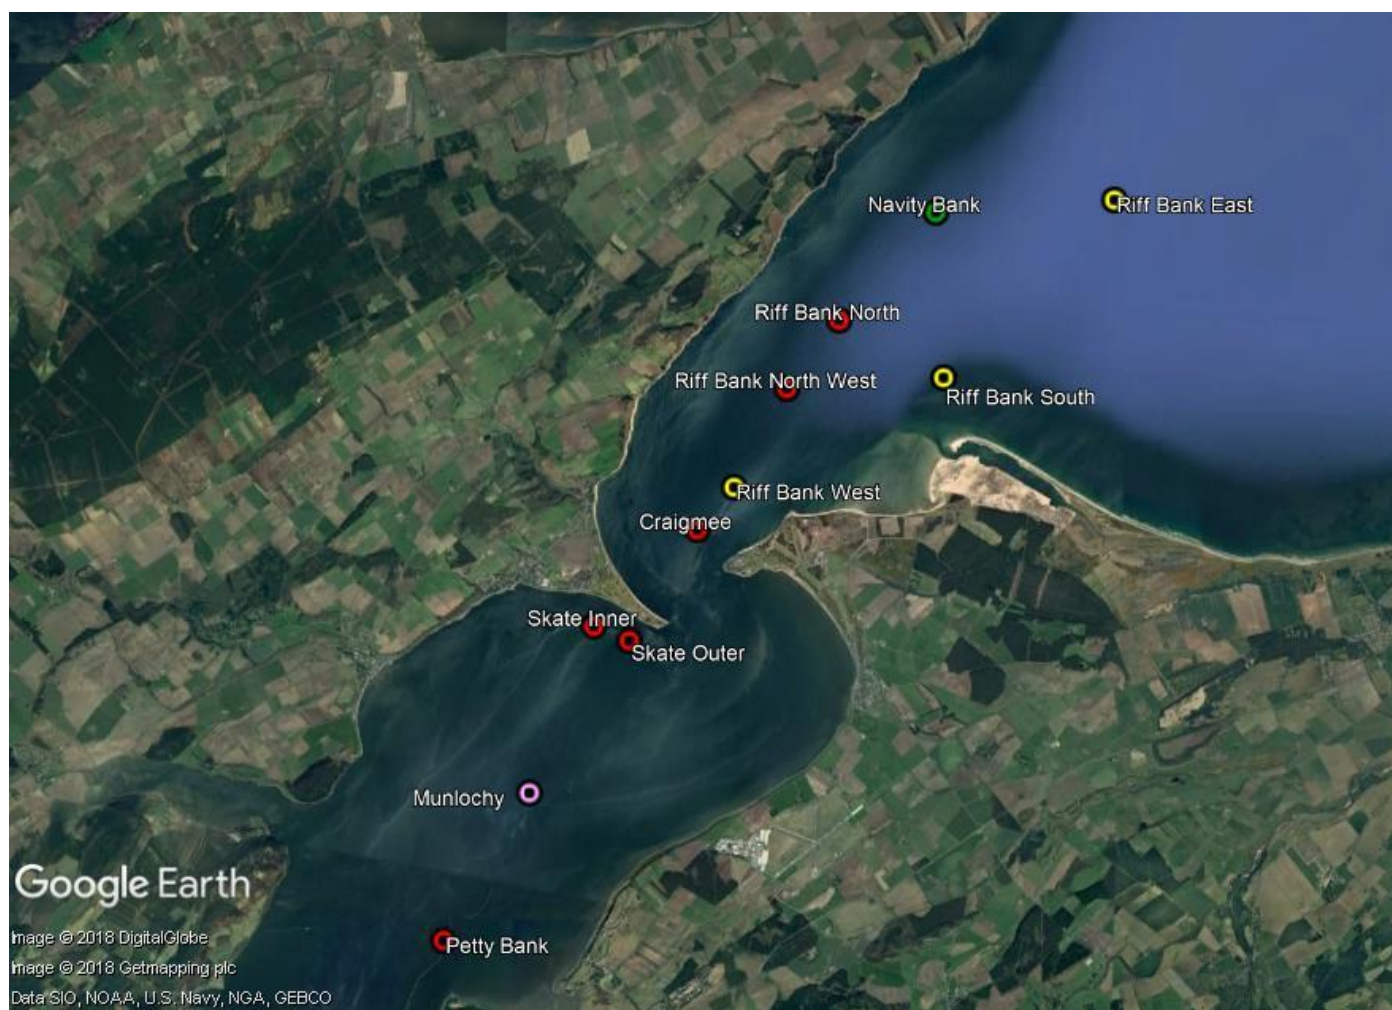 Navity Bank
Riff Bank East
Riff Bank North
Riff Bank North West
Riff Bank South
Riff Bank West
Craigmee
Skate Inner
Skate Outer
Munlochy
Petty Bank
Google Earth
Image © 2018 DigitalGlobe
Image © 2018 Getmapping plc
Data SIO, NOAA, U.S. Navy, NGA, GEBCO